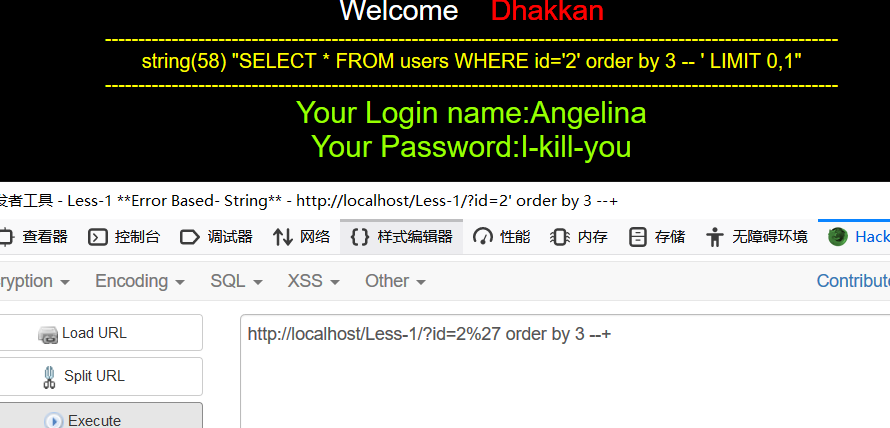 Welcome Dhakkan
string(58) "SELECT * FROM users WHERE id='2' order by 3 -- ' LIMIT 0,1"
Your Login name:Angelina
Your Password:I-kill-you
发者工具 - Less-1 **Error Based- String** - http://localhost/Less-1/?id=2' order by 3 --+
查看器 控制台 调试器 网络 样式编辑器 性能 内存 存储 无障碍环境 Hack
ryption Encoding SQL XSS Other Contribute
Load URL
http://localhost/Less-1/?id=2%27 order by 3 --+
Split URL
Execute